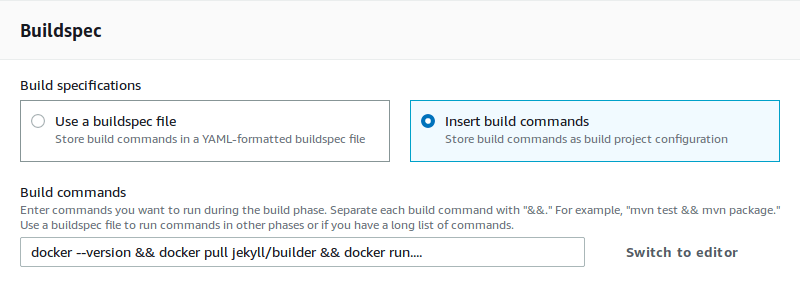 Buildspec
Build specifications
Use a buildspec file
Store build commands in a YAML-formatted buildspec file
Insert build commands
Store build commands as build project configuration
Build commands
Enter commands you want to run during the build phase. Separate each build command with "&&." For example, "mvn test && mvn package."
Use a buildspec file to run commands in other phases or if you have a long list of commands.
docker --version && docker pull jekyll/builder && docker run....
Switch to editor